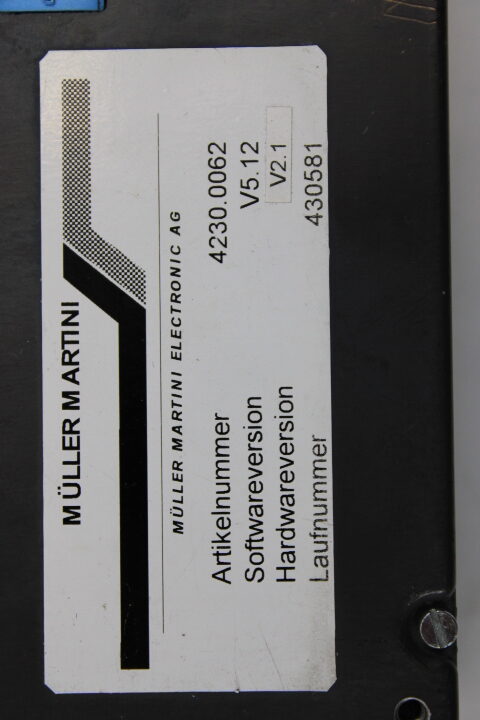 MÜLLER MARTINI
MÜLLER MARTINI ELECTRONIC AG
Artikelnummer 4230.0062
Softwareversion V5.12
Hardwareversion V2.1
Laufnummer 430581